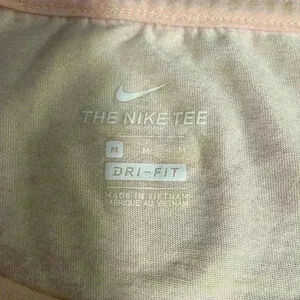 THE NIKE TEE
M M M
DRI-FIT
MADE IN VIETNAM
FABRIQUÉ AU VIETNAM